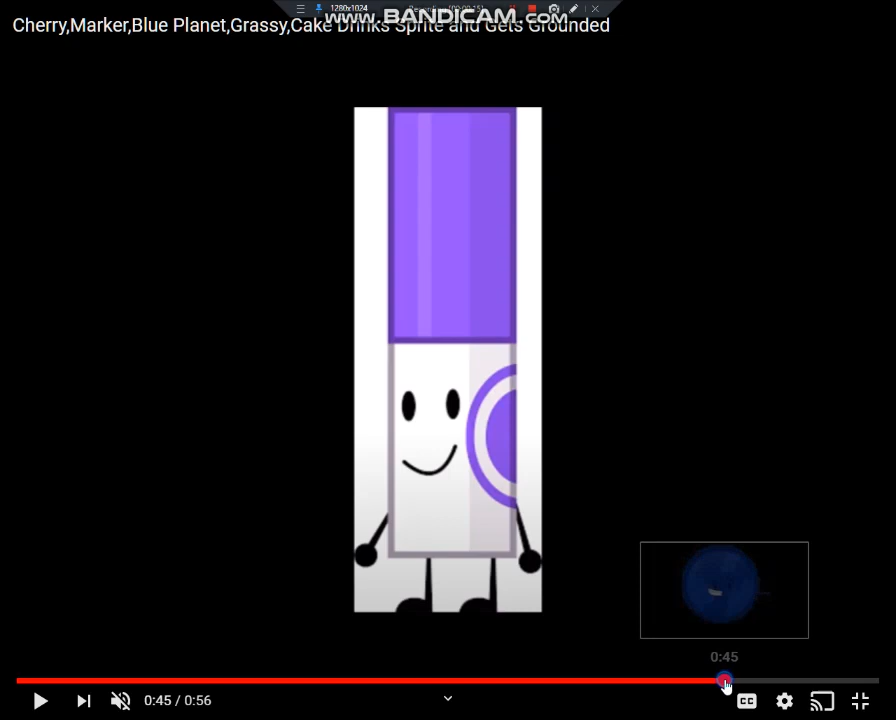 1280x1024
www.BANDICAM.com
Cherry,Marker,Blue Planet,Grassy,Cake Drinks Sprite and Gets Grounded
0:45
0:45 / 0:56
CC